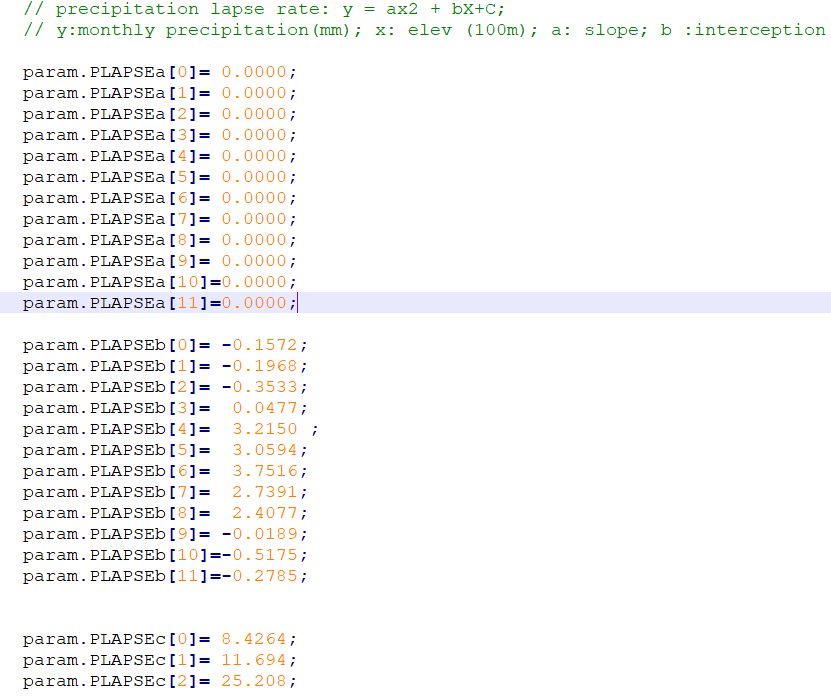 // precipitation lapse rate: y = ax2 + bX+C;
// y:monthly precipitation(mm); x: elev (100m); a: slope; b :interception
param.PLAPSEa[0]= 0.0000;
param.PLAPSEa[1]= 0.0000;
param.PLAPSEa[2]= 0.0000;
param.PLAPSEa[3]= 0.0000;
param.PLAPSEa[4]= 0.0000;
param.PLAPSEa[5]= 0.0000;
param.PLAPSEa[6]= 0.0000;
param.PLAPSEa[7]= 0.0000;
param.PLAPSEa[8]= 0.0000;
param.PLAPSEa[9]= 0.0000;
param.PLAPSEa[10]=0.0000;
param.PLAPSEa[11]=0.0000;
param.PLAPSEb[0]= -0.1572;
param.PLAPSEb[1]= -0.1968;
param.PLAPSEb[2]= -0.3533;
param.PLAPSEb[3]=  0.0477;
param.PLAPSEb[4]=  3.2150 ;
param.PLAPSEb[5]=  3.0594;
param.PLAPSEb[6]=  3.7516;
param.PLAPSEb[7]=  2.7391;
param.PLAPSEb[8]=  2.4077;
param.PLAPSEb[9]= -0.0189;
param.PLAPSEb[10]=-0.5175;
param.PLAPSEb[11]=-0.2785;
param.PLAPSEc[0]= 8.4264;
param.PLAPSEc[1]= 11.694;
param.PLAPSEc[2]= 25.208;